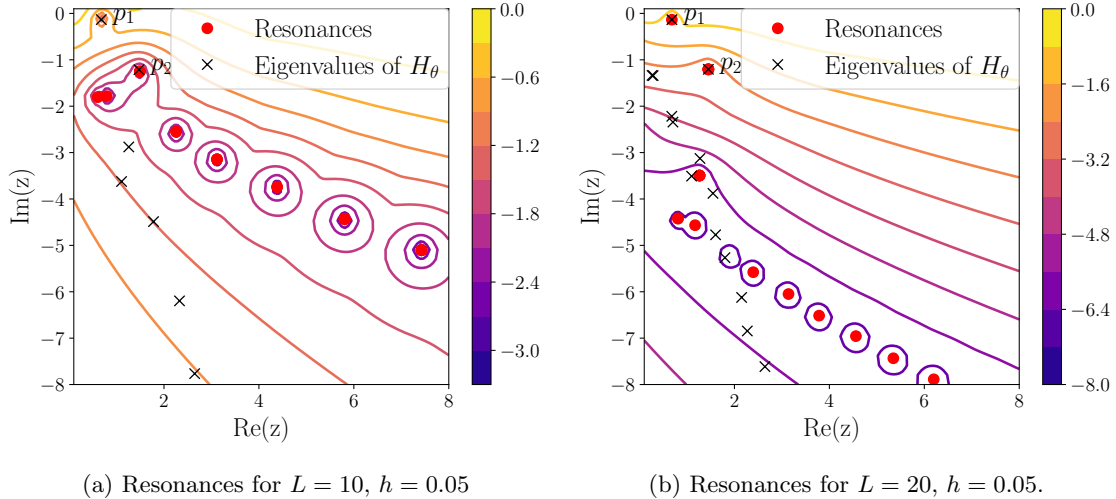 p1
p2
Resonances
Eigenvalues of Hθ
0
−1
−2
−3
−4
−5
−6
−7
−8
Im(z)
2
4
6
8
Re(z)
0.0
−0.6
−1.2
−1.8
−2.4
−3.0
(a) Resonances for L = 10, h = 0.05
p1
p2
Resonances
Eigenvalues of Hθ
0
−1
−2
−3
−4
−5
−6
−7
−8
Im(z)
2
4
6
8
Re(z)
0.0
−1.6
−3.2
−4.8
−6.4
−8.0
(b) Resonances for L = 20, h = 0.05.